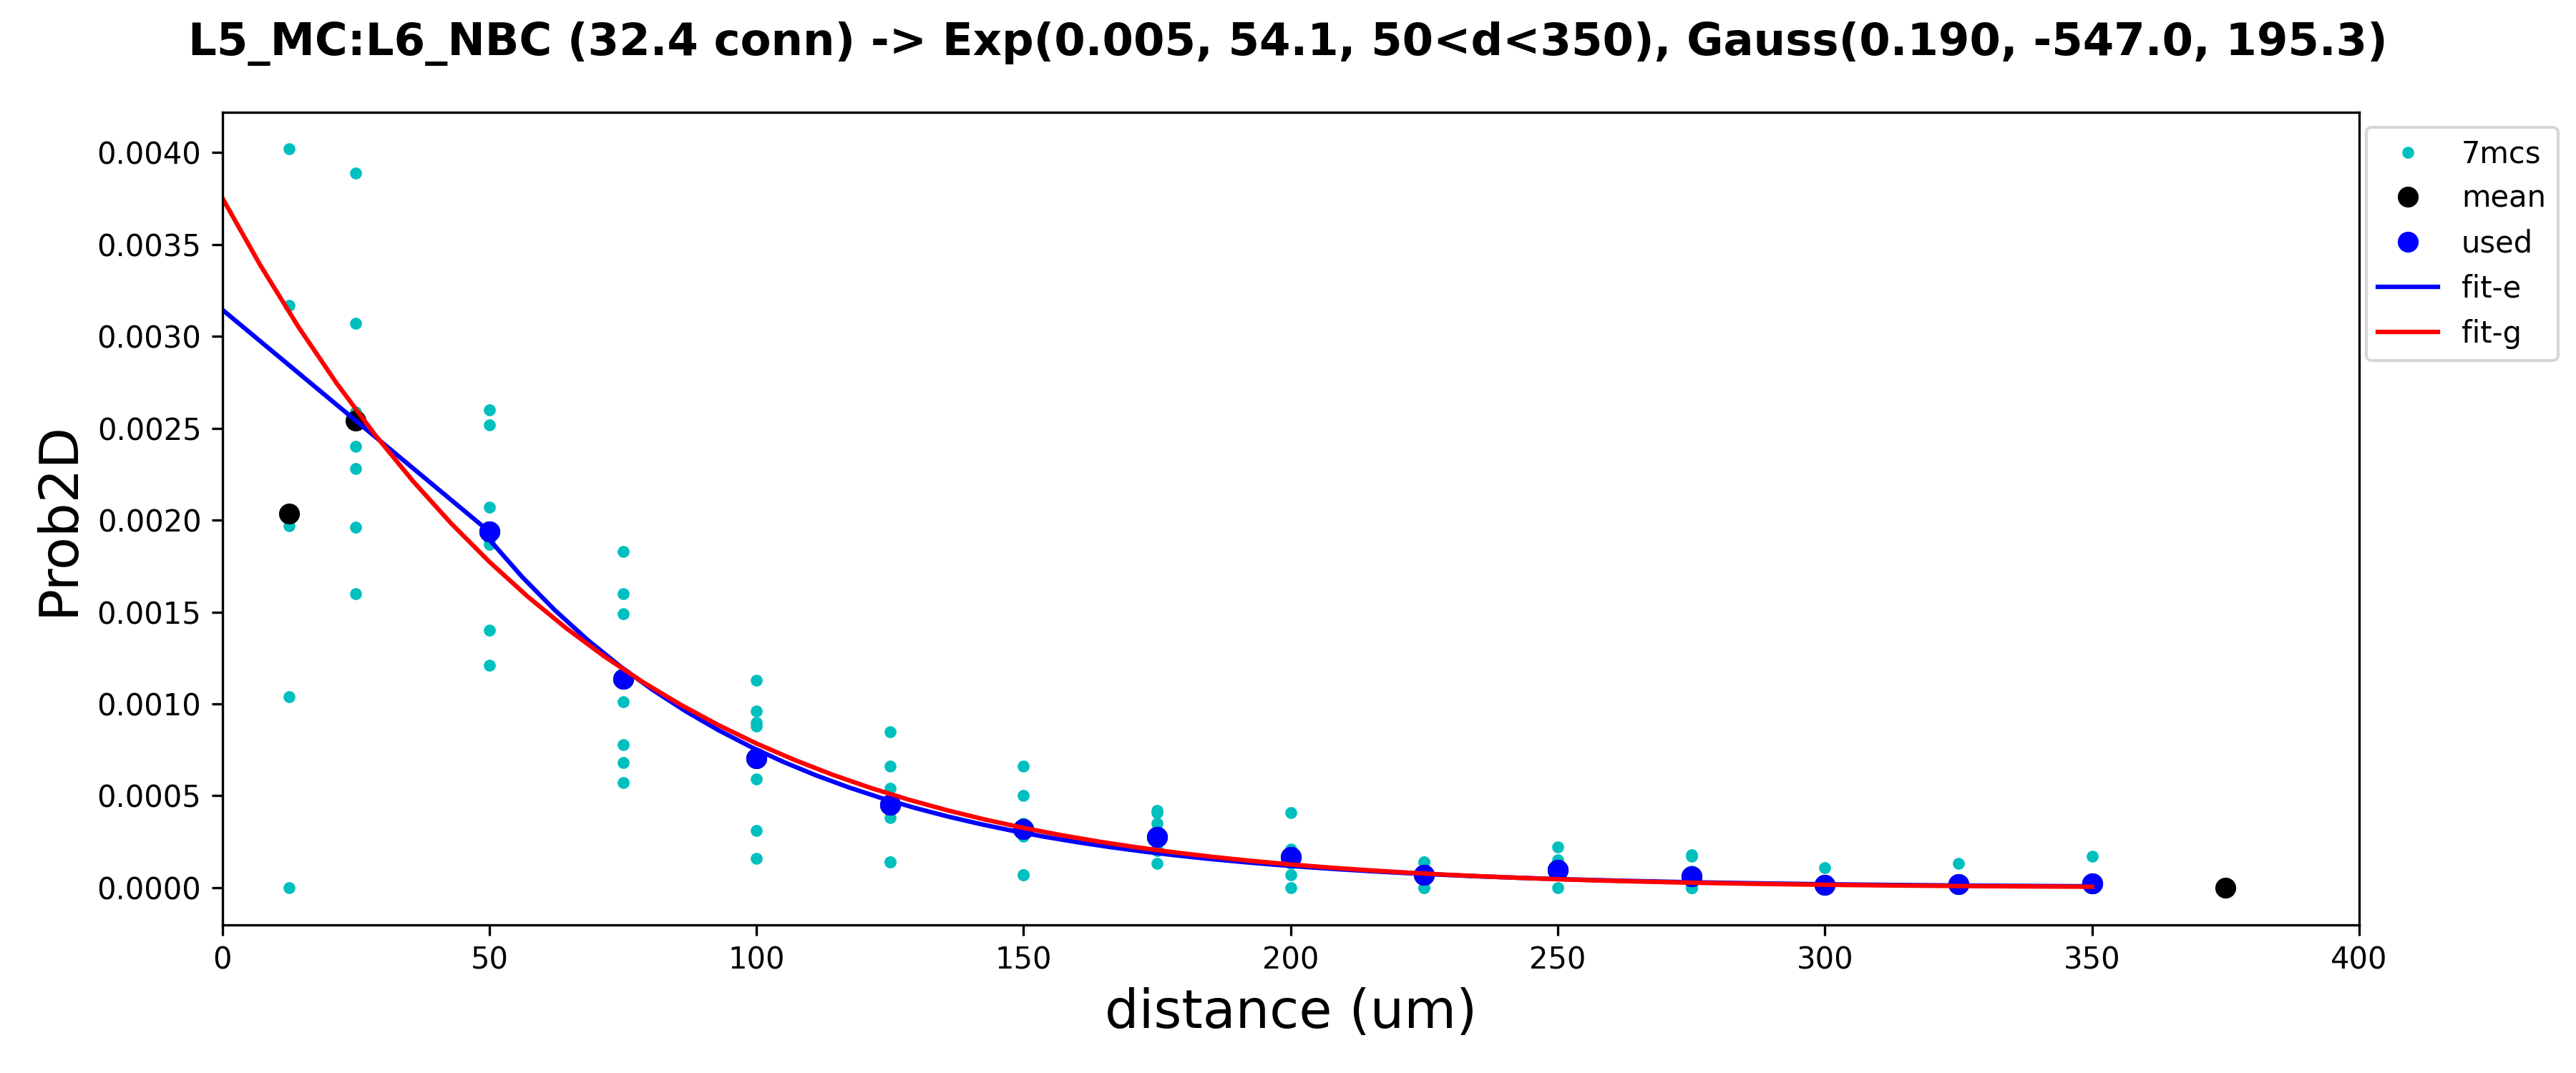 L5_MC:L6_NBC (32.4 conn) -> Exp(0.005, 54.1, 50<d<350), Gauss(0.190, -547.0, 195.3)
0.0040
0.0035
0.0030
0.0025
0.0020
0.0015
0.0010
0.0005
0.0000
Prob2D
0 50 100 150 200 250 300 350 400
distance (um)
7mcs
mean
used
fit-e
fit-g